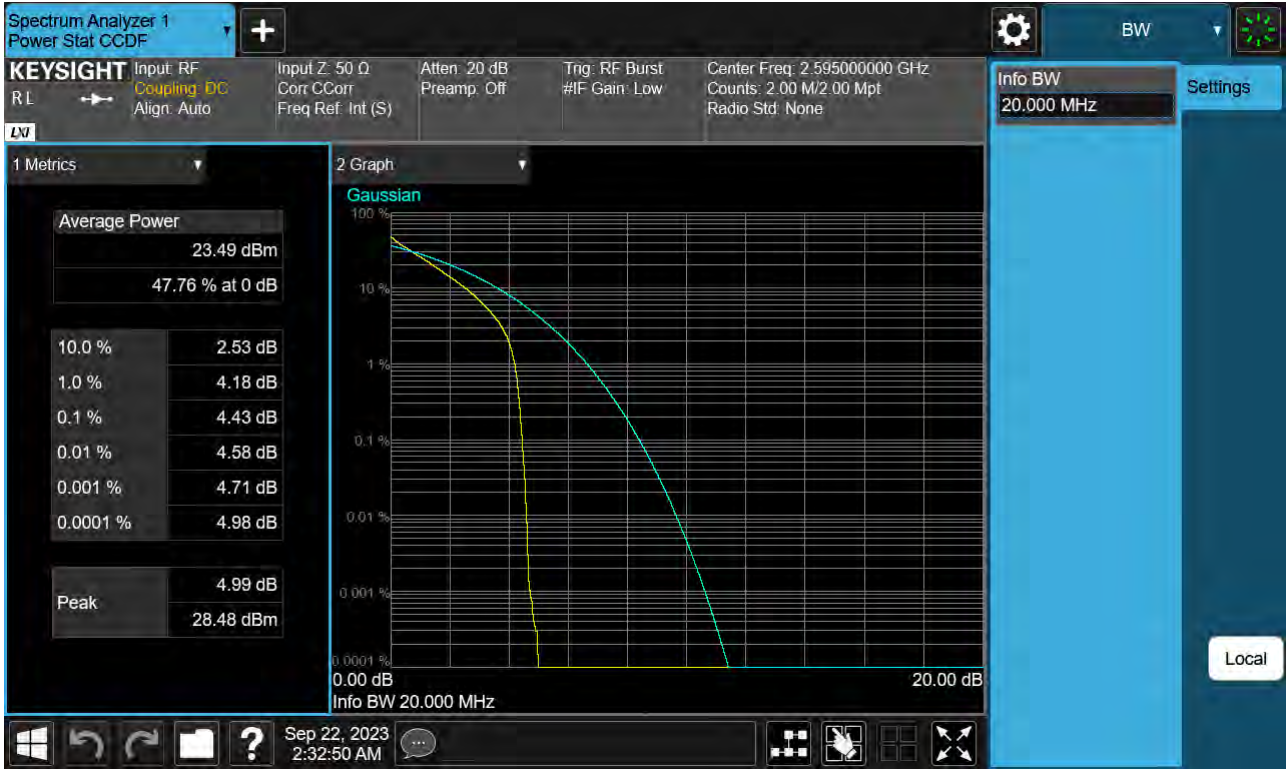 Spectrum Analyzer 1
Power Stat CCDF
+
BW
KEYSIGHT
RL
LXI
Input: RF
Coupling: DC
Align: Auto
Input Z: 50 Ω
Corr CCorr
Freq Ref: Int (S)
Atten: 20 dB
Preamp: Off
Trig: RF Burst
#IF Gain: Low
Center Freq: 2.595000000 GHz
Counts: 2.00 M/2.00 Mpt
Radio Std: None
Info BW
20.000 MHz
Settings
1 Metrics
Average Power
23.49 dBm
47.76 % at 0 dB
10.0 % 2.53 dB
1.0 % 4.18 dB
0.1 % 4.43 dB
0.01 % 4.58 dB
0.001 % 4.71 dB
0.0001 % 4.98 dB
Peak 4.99 dB
28.48 dBm
2 Graph
Gaussian
100 %
10 %
1 %
0.1 %
0.01 %
0.001 %
0.0001 %
0.00 dB 20.00 dB
Info BW 20.000 MHz
Local
?
Sep 22, 2023
2:32:50 AM